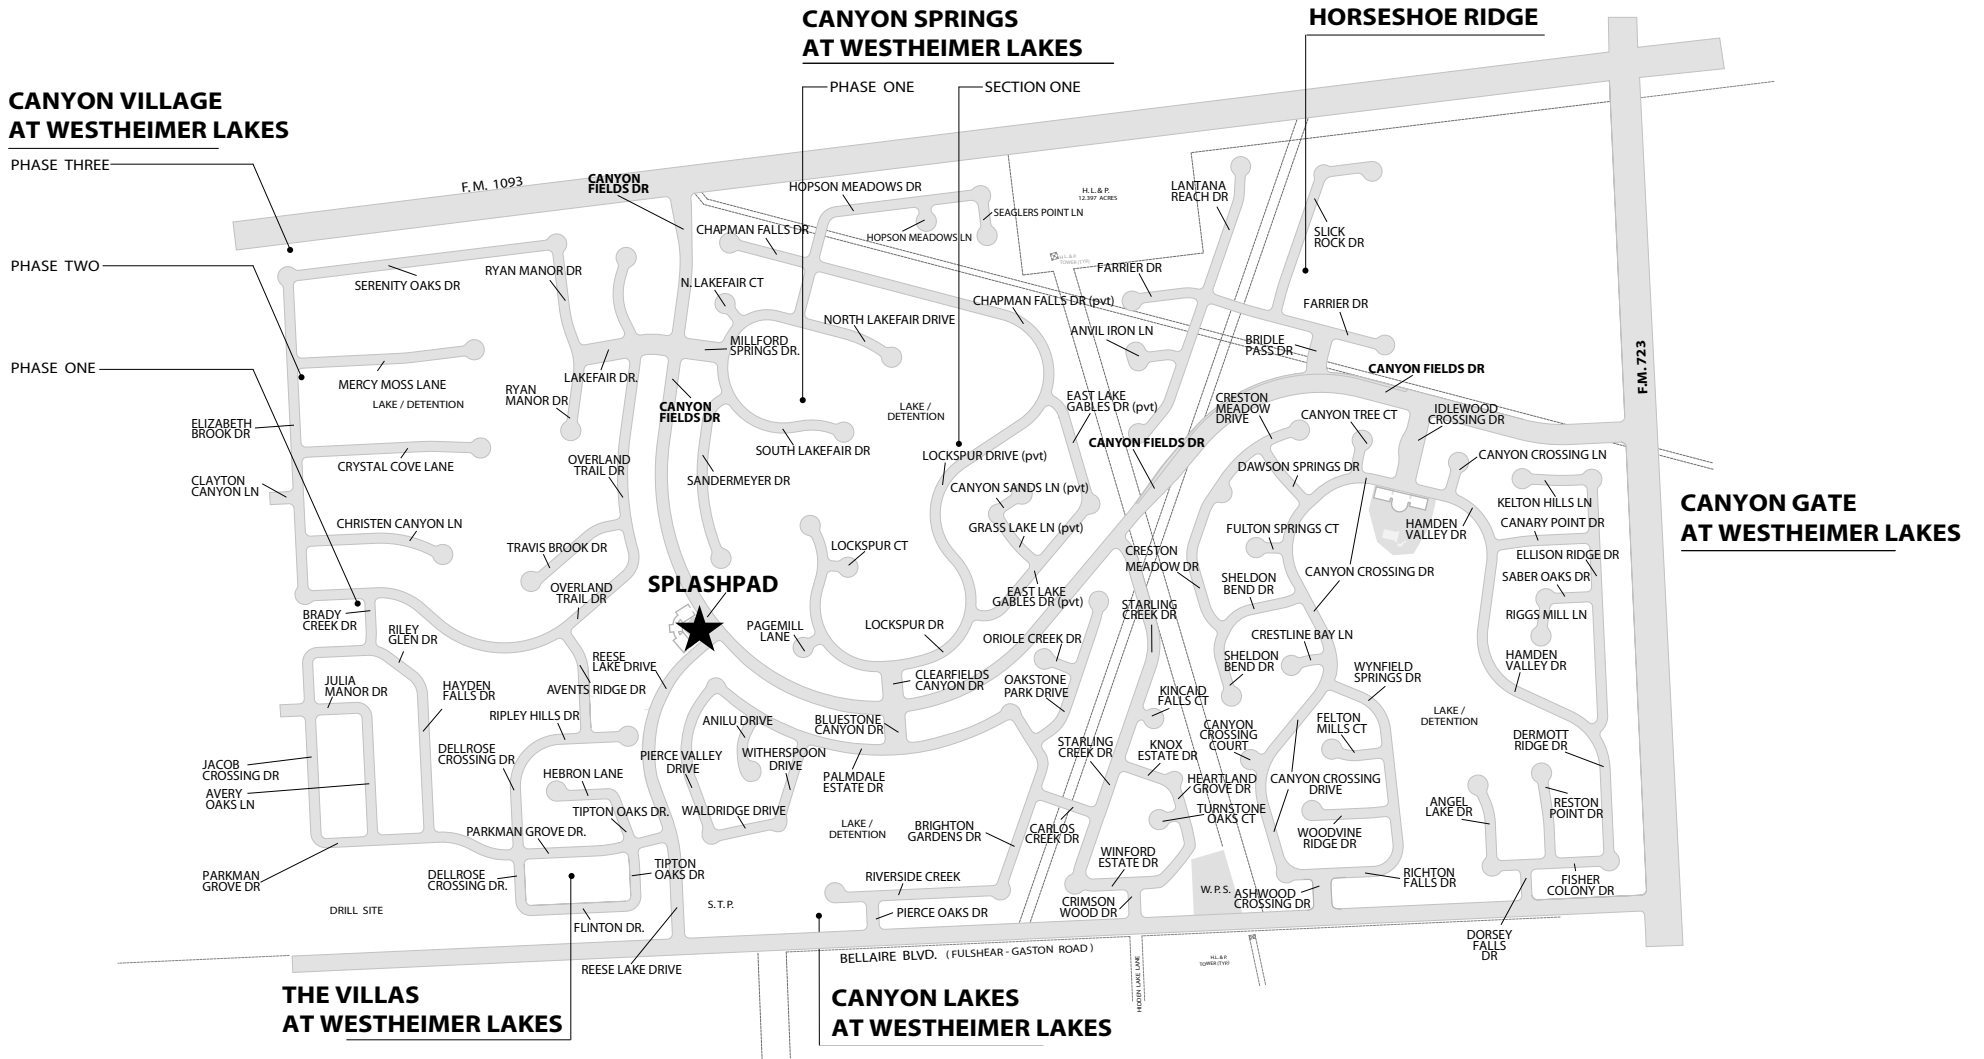 CANYON SPRINGS
AT WESTHEIMER LAKES
PHASE ONE
SECTION ONE
HORSESHOE RIDGE
CANYON VILLAGE
AT WESTHEIMER LAKES
PHASE THREE
PHASE TWO
PHASE ONE
F.M. 1093
CANYON
FIELDS DR
HOPSON MEADOWS DR
SEAGLERS POINT LN
HOPSON MEADOWS LN
CHAPMAN FALLS DR
H.L.& P.
12.397 ACRES
H.L.& P.
TOWER (TYP)
LANTANA
REACH DR
SLICK
ROCK DR
SERENITY OAKS DR
RYAN MANOR DR
N. LAKEFAIR CT
FARRIER DR
CHAPMAN FALLS DR (pvt)
FARRIER DR
NORTH LAKEFAIR DRIVE
ANVIL IRON LN
BRIDLE
PASS DR
MILLFORD
SPRINGS DR.
F.M. 723
MERCY MOSS LANE
LAKE / DETENTION
RYAN
MANOR DR
LAKEFAIR DR.
CANYON
FIELDS DR
LAKE /
DETENTION
EAST LAKE
GABLES DR (pvt)
CANYON FIELDS DR
CRESTON
MEADOW
DRIVE
CANYON TREE CT
IDLEWOOD
CROSSING DR
ELIZABETH
BROOK DR
CANYON FIELDS DR
SOUTH LAKEFAIR DR
LOCKSPUR DRIVE (pvt)
CANYON CROSSING LN
CRYSTAL COVE LANE
OVERLAND
TRAIL DR
DAWSON SPRINGS DR
CLAYTON
CANYON LN
SANDERMEYER DR
CANYON SANDS LN (pvt)
KELTON HILLS LN
CANYON GATE
AT WESTHEIMER LAKES
CHRISTEN CANYON LN
GRASS LAKE LN (pvt)
FULTON SPRINGS CT
HAMDEN
VALLEY DR
CANARY POINT DR
TRAVIS BROOK DR
LOCKSPUR CT
CRESTON
MEADOW DR
ELLISON RIDGE DR
CANYON CROSSING DR
SABER OAKS DR
SPLASHPAD
OVERLAND
TRAIL DR
EAST LAKE
GABLES DR (pvt)
SHELDON
BEND DR
STARLING
CREEK DR
RIGGS MILL LN
BRADY
CREEK DR
RILEY
GLEN DR
PAGEMILL
LANE
LOCKSPUR DR
ORIOLE CREEK DR
CRESTLINE BAY LN
REESE
LAKE DRIVE
SHELDON
BEND DR
WYNFIELD
SPRINGS DR
HAMDEN
VALLEY DR
JULIA
MANOR DR
HAYDEN
FALLS DR
AVENTS RIDGE DR
CLEARFIELDS
CANYON DR
OAKSTONE
PARK DRIVE
KINCAID
FALLS CT
RIPLEY HILLS DR
ANILU DRIVE
BLUESTONE
CANYON DR
CANYON
CROSSING
COURT
FELTON
MILLS CT
LAKE /
DETENTION
DERMOTT
RIDGE DR
DELLROSE
CROSSING DR
PIERCE VALLEY
DRIVE
WITHERSPOON
DRIVE
STARLING
CREEK DR
KNOX
ESTATE DR
JACOB
CROSSING DR
HEBRON LANE
PALMDALE
ESTATE DR
HEARTLAND
GROVE DR
CANYON CROSSING
DRIVE
AVERY
OAKS LN
TIPTON OAKS DR.
WALDRIDGE DRIVE
TURNSTONE
OAKS CT
ANGEL
LAKE DR
RESTON
POINT DR
PARKMAN GROVE DR.
LAKE /
DETENTION
BRIGHTON
GARDENS DR
CARLOS
CREEK DR
WOODVINE
RIDGE DR
WINFORD
ESTATE DR
PARKMAN
GROVE DR
DELLROSE
CROSSING DR.
TIPTON
OAKS DR
RIVERSIDE CREEK
RICHTON
FALLS DR
FISHER
COLONY DR
W.P.S.
ASHWOOD
CROSSING DR
DRILL SITE
S.T.P.
PIERCE OAKS DR
CRIMSON
WOOD DR
FLINTON DR.
DORSEY
FALLS
DR
BELLAIRE BLVD. ( FULSHEAR - GASTON ROAD )
REESE LAKE DRIVE
HIDDEN LAKE LANE
H.L.& P.
TOWER (TYP)
THE VILLAS
AT WESTHEIMER LAKES
CANYON LAKES
AT WESTHEIMER LAKES